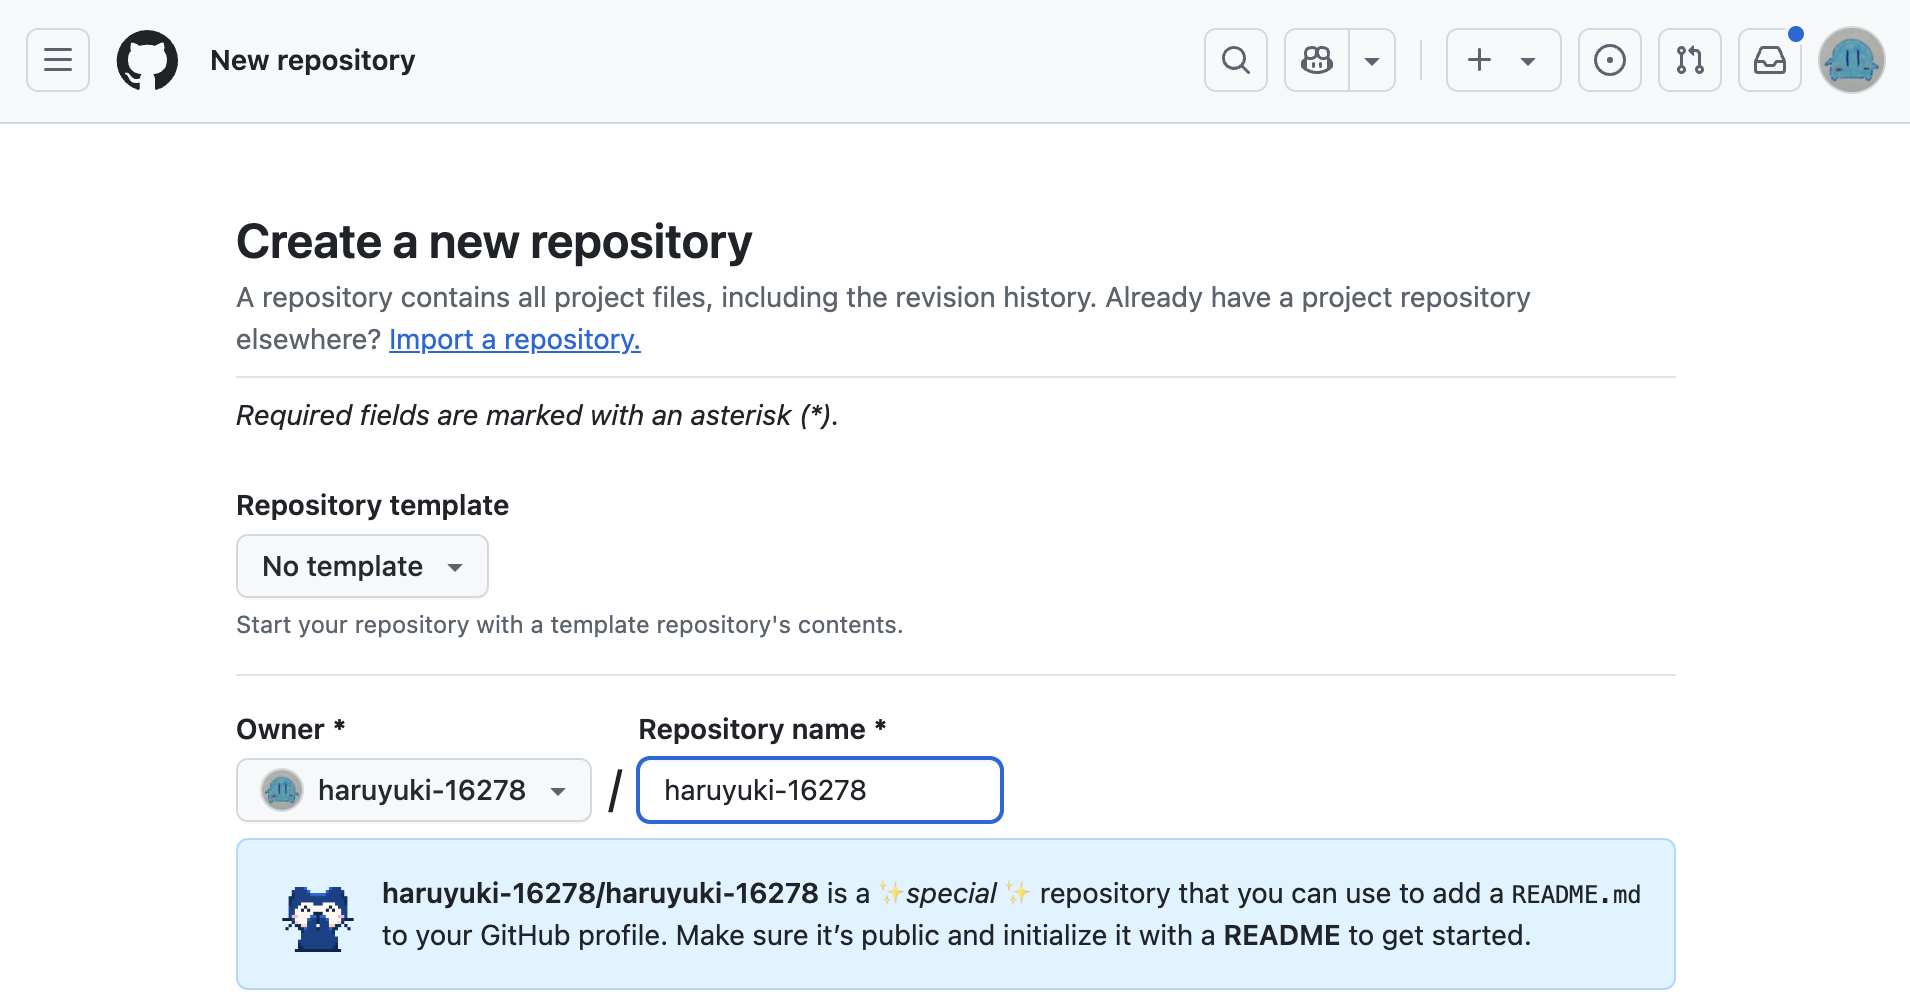 New repository
Create a new repository
A repository contains all project files, including the revision history. Already have a project repository
elsewhere? Import a repository.
Required fields are marked with an asterisk (*).
Repository template
No template
Start your repository with a template repository's contents.
Owner *
Repository name *
haruyuki-16278 / haruyuki-16278
haruyuki-16278/haruyuki-16278 is a ✨special ✨ repository that you can use to add a README.md
to your GitHub profile. Make sure it’s public and initialize it with a README to get started.